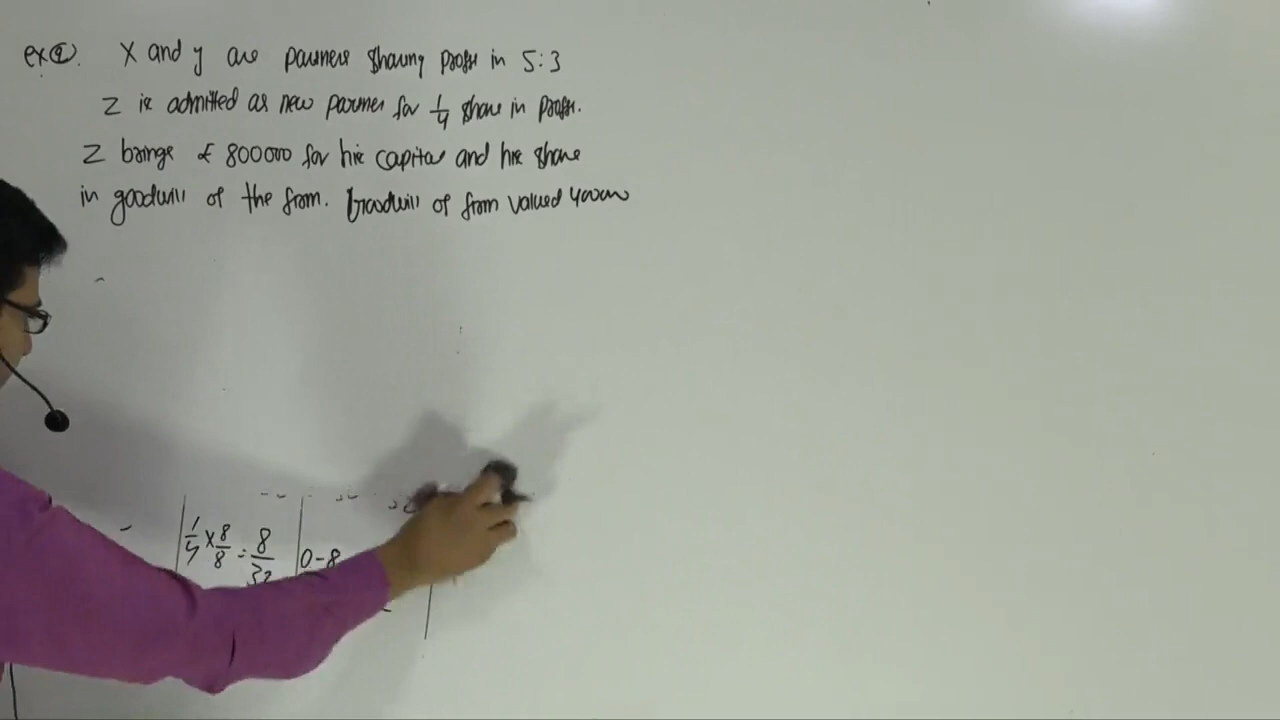 ex②. X and y are partners sharing profit in 5:3
Z is admitted as new partner for 1/4 share in profit.
Z brings ₹ 800000 for his capital and his share
in goodwill of the firm. Goodwill of firm valued
1/4 × 8/8 = 8/32 | 0-8